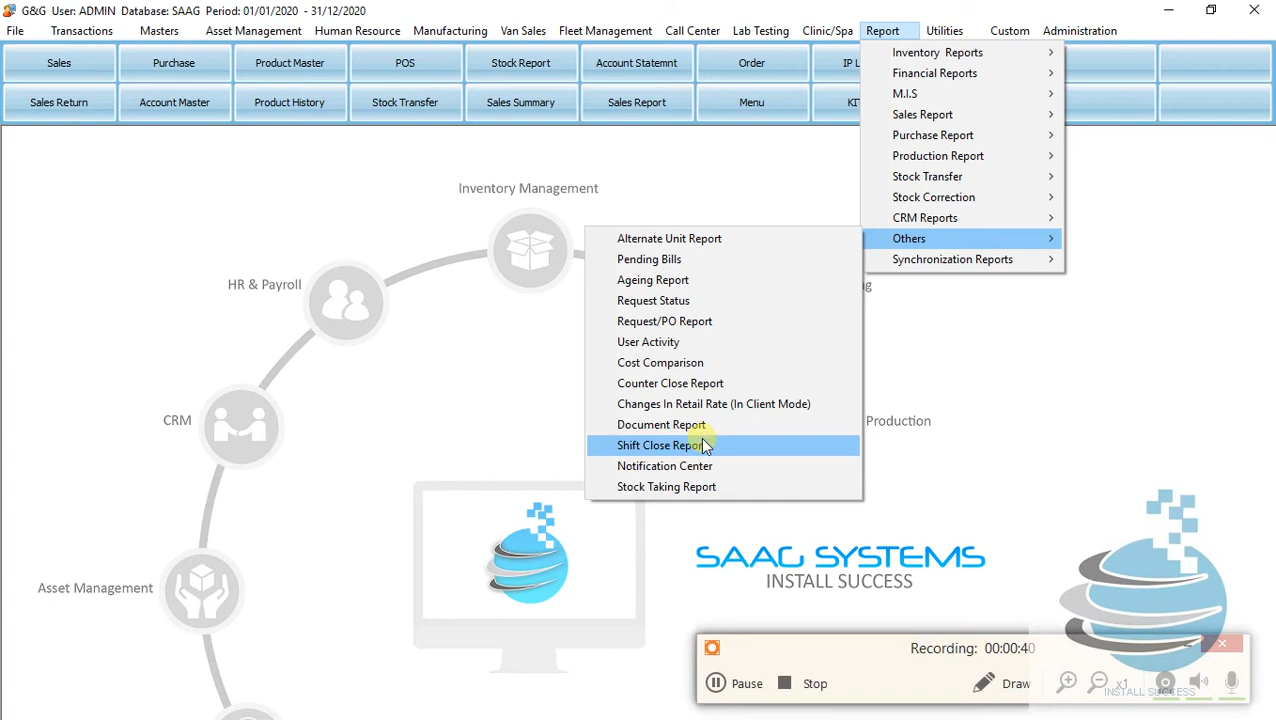 G&G User: ADMIN Database: SAAG Period: 01/01/2020 - 31/12/2020
File Transactions Masters Asset Management Human Resource Manufacturing Van Sales Fleet Management Call Center Lab Testing Clinic/Spa Report Utilities Custom Administration
Sales Purchase Product Master POS Stock Report Account Statemnt Order IP L
Sales Return Account Master Product History Stock Transfer Sales Summary Sales Report Menu KIT
Inventory Reports
Financial Reports
M.I.S
Sales Report
Purchase Report
Production Report
Stock Transfer
Stock Correction
CRM Reports
Others
Synchronization Reports
Alternate Unit Report
Pending Bills
Ageing Report
Request Status
Request/PO Report
User Activity
Cost Comparison
Counter Close Report
Changes In Retail Rate (In Client Mode)
Document Report
Shift Close Report
Notification Center
Stock Taking Report
Inventory Management
HR & Payroll
CRM
Production
Asset Management
SAAG SYSTEMS
INSTALL SUCCESS
Recording: 00:00:40
Pause Stop Draw x1
INSTALL SUCCESS